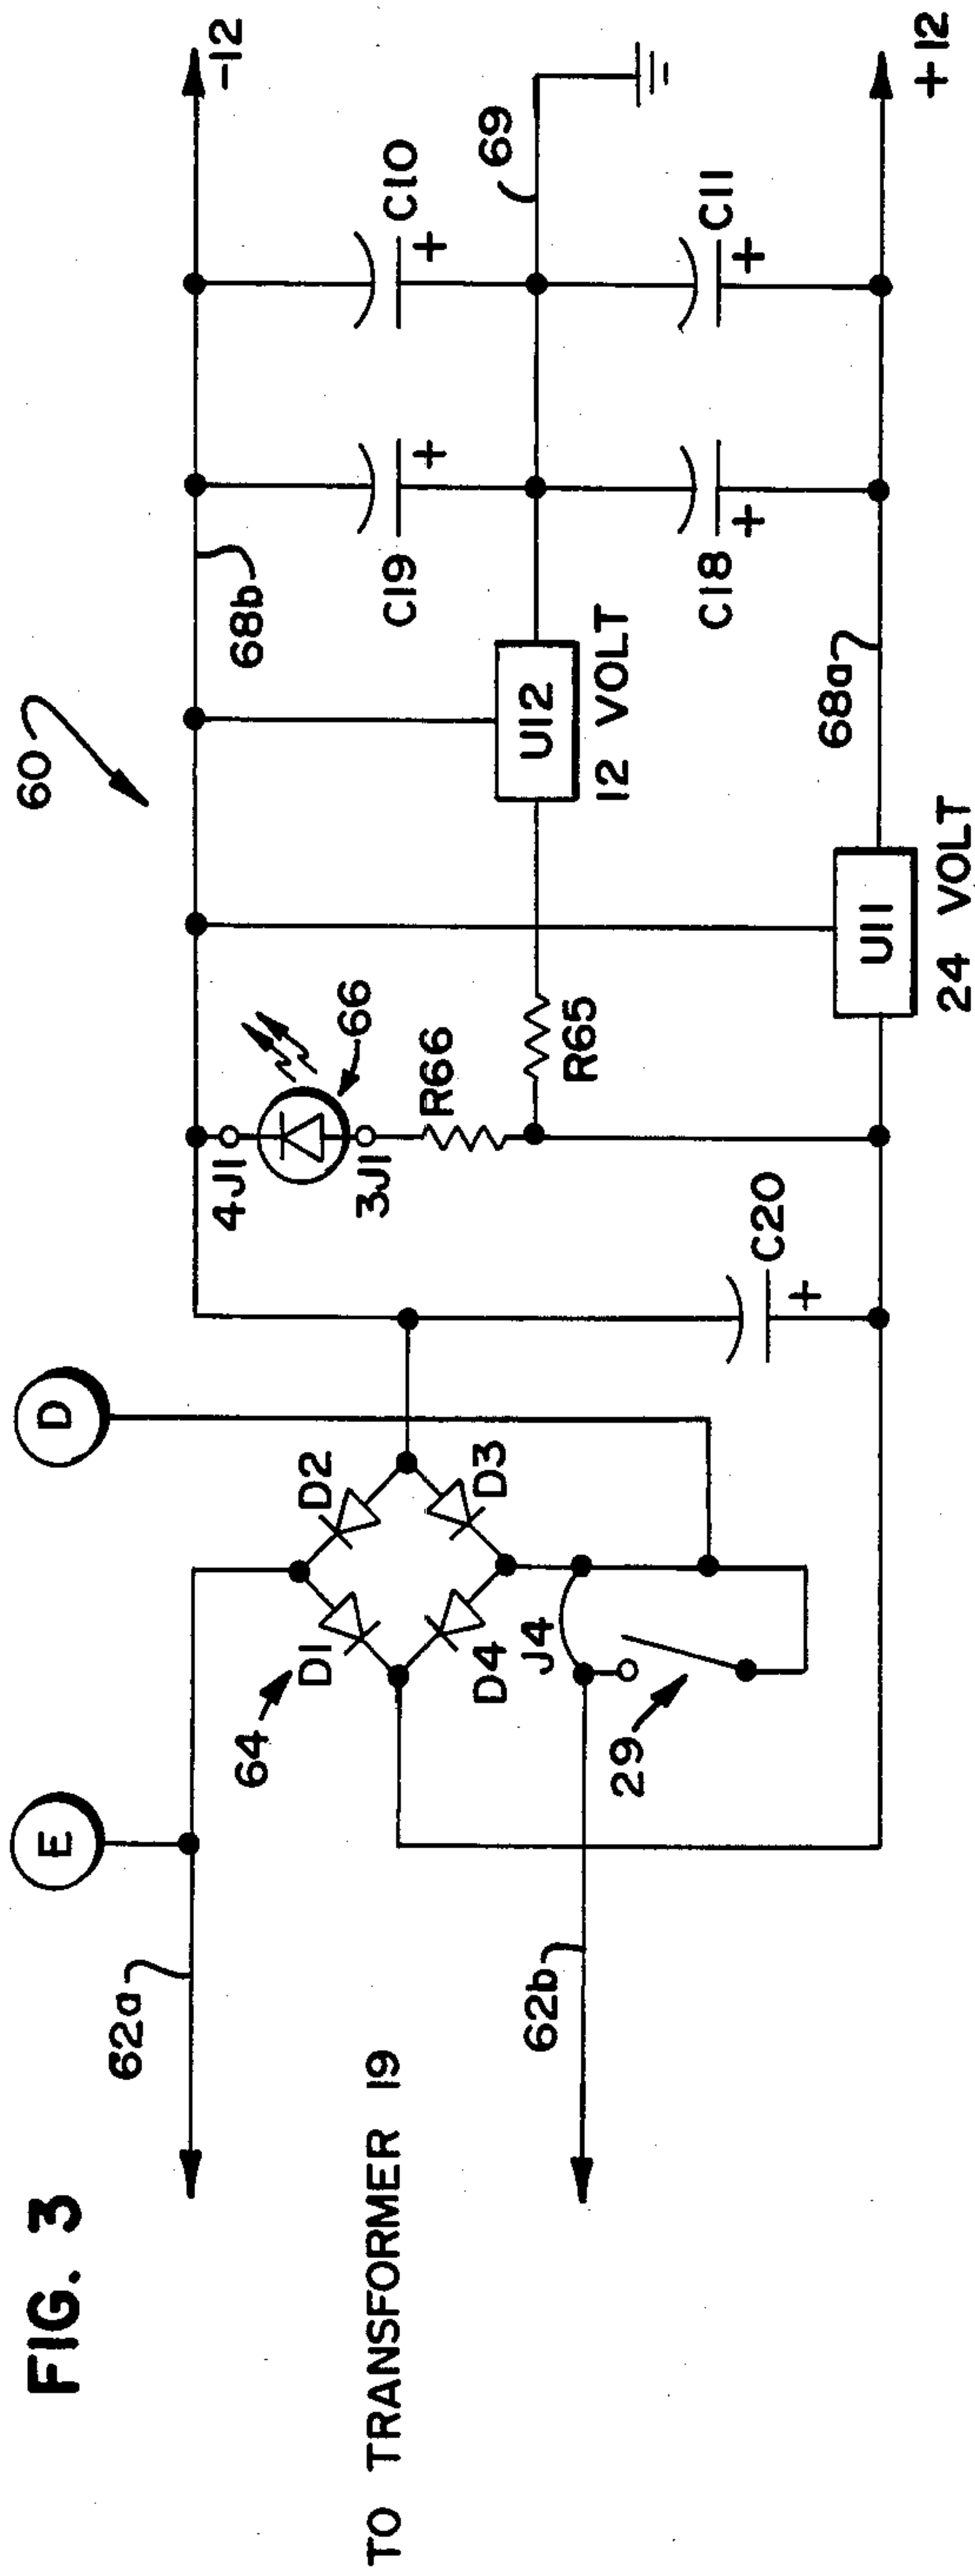 FIG. 3
60
E
D
62a
-12
68b
64
D1
D2
4J1
66
3J1
C19
C10
69
TO TRANSFORMER 19
D4
D3
R66
U12
12 VOLT
R65
62b
J4
29
C20
+
+
+
C18
C11
+
+
68a
U11
24 VOLT
+12